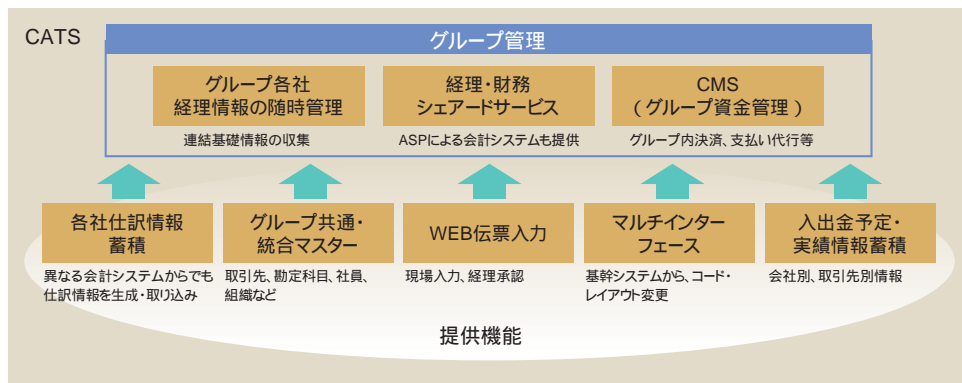 CATS
グループ管理
グループ各社
経理情報の随時管理
連結基礎情報の収集
経理・財務
シェアードサービス
ASPによる会計システムも提供
CMS
(グループ資金管理)
グループ内決済、支払い代行等
各社仕訳情報
蓄積
異なる会計システムからでも
仕訳情報を生成・取り込み
グループ共通・
統合マスター
取引先、勘定科目、社員、
組織など
WEB伝票入力
現場入力、経理承認
マルチインター
フェース
基幹システムから、コード・
レイアウト変更
入出金予定・
実績情報蓄積
会社別、取引先別情報
提供機能